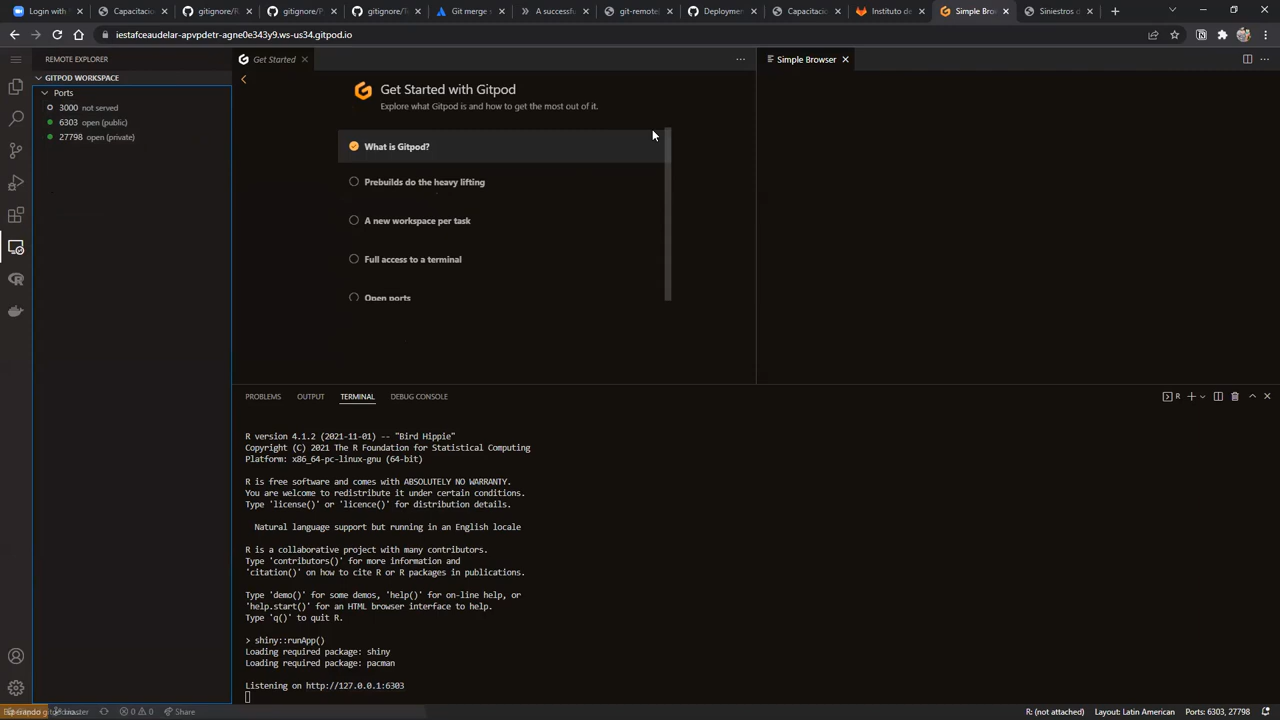 Login with
Capacitacio
gitignore/R
gitignore/P
gitignore/Te
Git merge v
A successfu
git-remote
Deploymen
Capacitacio
Instituto de
Simple Brow
Siniestros d
iestafceaudelar-apvpdetr-agne0e343y9.ws-us34.gitpod.io
REMOTE EXPLORER
GITPOD WORKSPACE
Ports
3000 not served
6303 open (public)
27798 open (private)
Get Started
Get Started with Gitpod
Explore what Gitpod is and how to get the most out of it.
What is Gitpod?
Prebuilds do the heavy lifting
A new workspace per task
Full access to a terminal
Open ports
Simple Browser
PROBLEMS
OUTPUT
TERMINAL
DEBUG CONSOLE
R
R version 4.1.2 (2021-11-01) -- "Bird Hippie"
Copyright (C) 2021 The R Foundation for Statistical Computing
Platform: x86_64-pc-linux-gnu (64-bit)
R is free software and comes with ABSOLUTELY NO WARRANTY.
You are welcome to redistribute it under certain conditions.
Type 'license()' or 'licence()' for distribution details.
Natural language support but running in an English locale
R is a collaborative project with many contributors.
Type 'contributors()' for more information and
'citation()' on how to cite R or R packages in publications.
Type 'demo()' for some demos, 'help()' for on-line help, or
'help.start()' for an HTML browser interface to help.
Type 'q()' to quit R.
> shiny::runApp()
Loading required package: shiny
Loading required package: pacman
Listening on http://127.0.0.1:6303
0
0
Share
R: (not attached)
Layout: Latin American
Ports: 6303, 27798